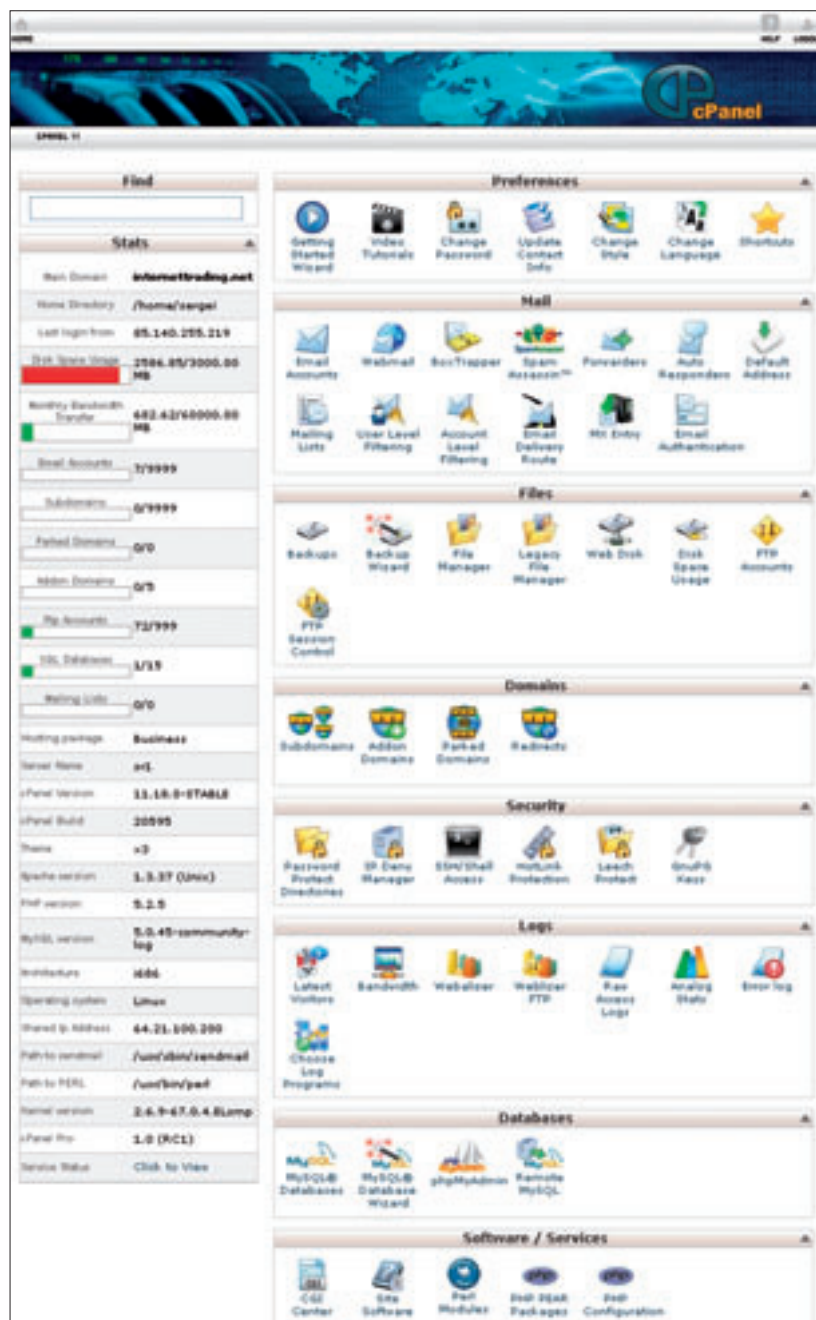 HOME
HELP
LOGOUT
cPanel
CPANEL 11
Find
Stats
Main Domain
internettrading.net
Home Directory
/home/sergei
Last login from
65.140.255.219
Disk Space Usage
2586.85/3000.00
MB
Monthly Bandwidth
Transfer
682.62/60000.00
MB
Email Accounts
7/9999
Subdomains
0/9999
Parked Domains
0/0
Addon Domains
0/5
Ftp Accounts
72/999
SQL Databases
1/15
Mailing Lists
0/0
Hosting package
Business
Server Name
cPanel Version
11.18.0-STABLE
cPanel Build
20595
Theme
x3
Apache version
1.3.37 (Unix)
PHP version
5.2.5
MySQL version
5.0.45-community-
log
Architecture
i686
Operating system
Linux
Shared Ip Address
64.21.100.200
Path to sendmail
/usr/sbin/sendmail
Path to PERL
/usr/bin/perl
Kernel version
cPanel Pro
1.0 (RC1)
Service Status
Click to View
Preferences
Getting
Started
Wizard
Video
Tutorials
Change
Password
Update
Contact
Info
Change
Style
Change
Language
Shortcuts
Mail
Email
Accounts
Webmail
BoxTrapper
Spam
Assassin™
Forwarders
Auto
Responders
Default
Address
Mailing
Lists
User Level
Filtering
Account
Level
Filtering
Email
Delivery
Route
MX Entry
Email
Authentication
Files
Backups
Backup
Wizard
File
Manager
Legacy
File
Manager
Web Disk
Disk
Space
Usage
FTP
Accounts
FTP
Session
Control
Domains
Subdomains
Addon
Domains
Parked
Domains
Redirects
Security
Password
Protect
Directories
IP Deny
Manager
SSH/Shell
Access
HotLink
Protection
Leech
Protect
GnuPG
Keys
Logs
Latest
Visitors
Bandwidth
Webalizer
Webalizer
FTP
Raw
Access
Logs
Analog
Stats
Error log
Choose
Log
Programs
Databases
MySQL®
Databases
MySQL®
Database
Wizard
phpMyAdmin
Remote
MySQL
Software / Services
CGI
Center
Site
Software
Perl
Modules
PHP PEAR
Packages
PHP
Configuration